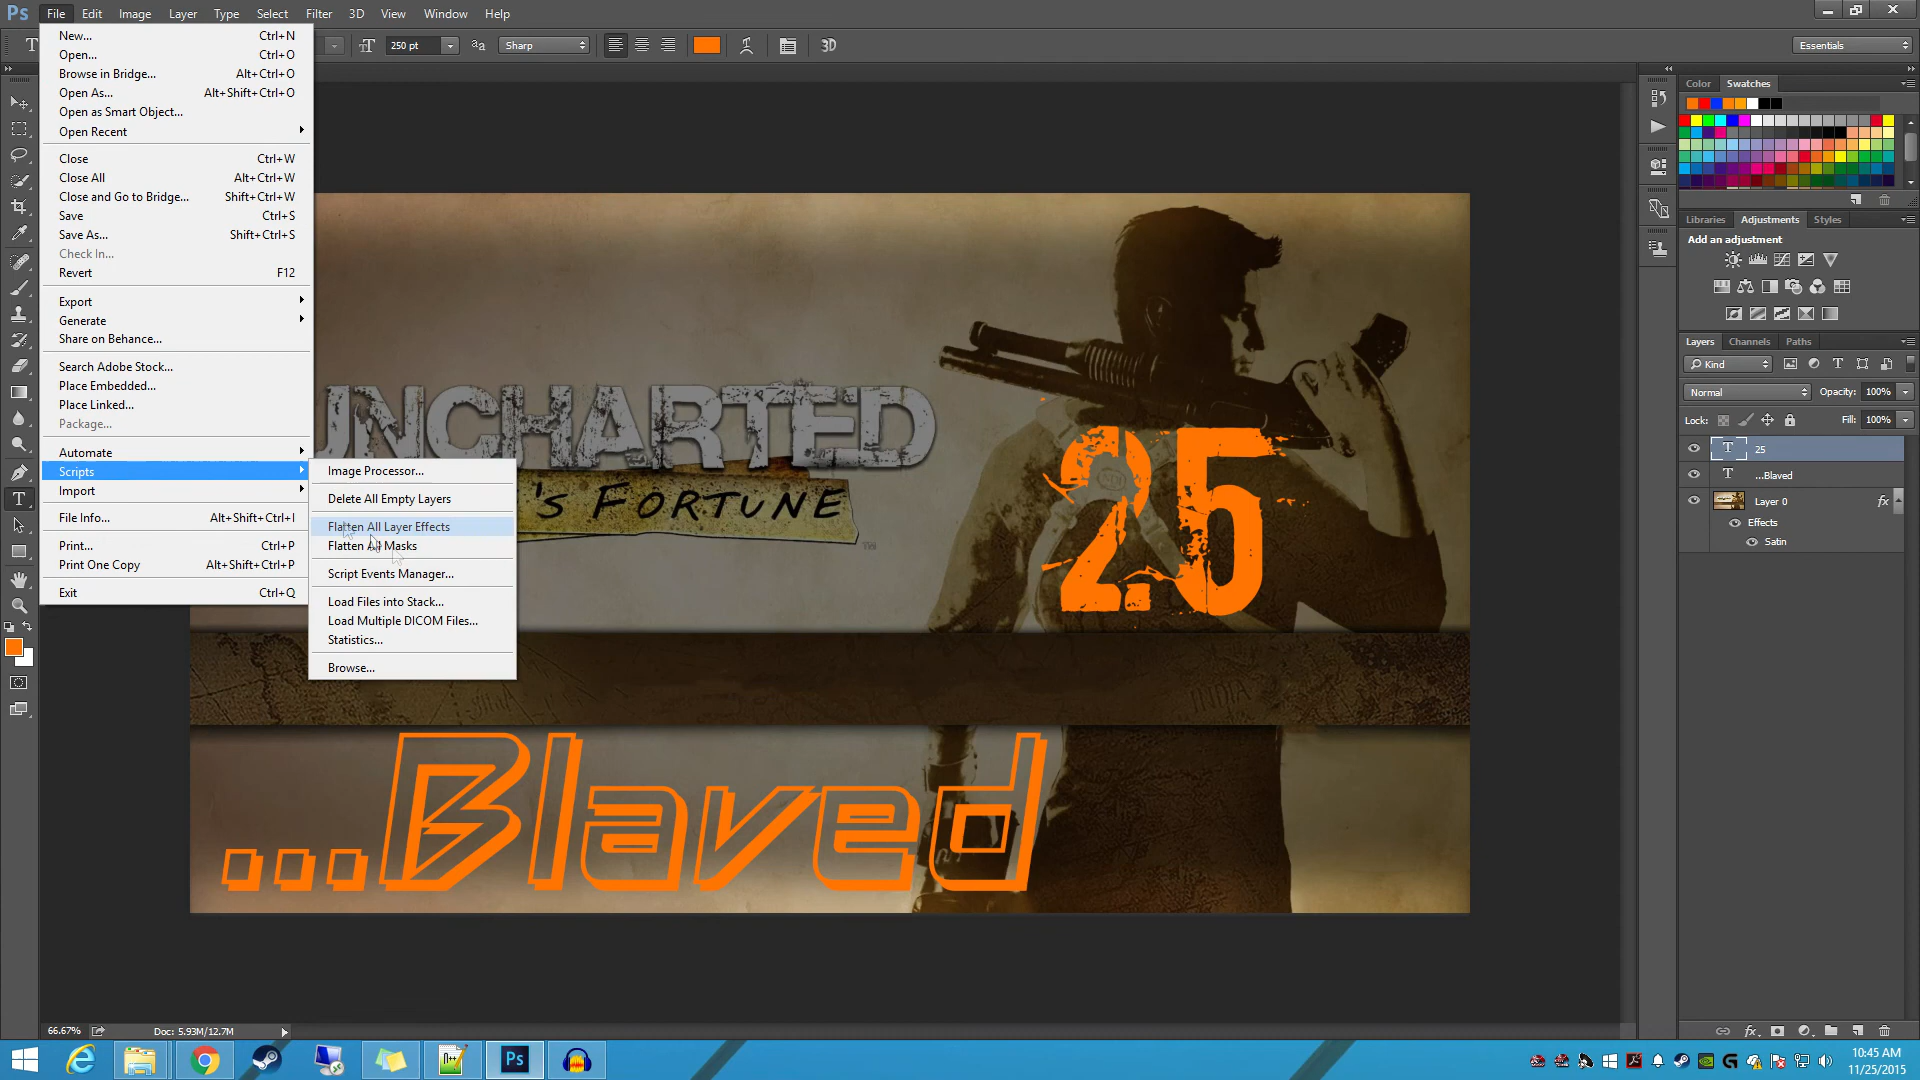 Ps File Edit Image Layer Type Select Filter 3D View Window Help
T 250 pt aa Sharp 3D Essentials
New... Ctrl+N
Open... Ctrl+O
Browse in Bridge... Alt+Ctrl+O
Open As... Alt+Shift+Ctrl+O
Open as Smart Object...
Open Recent
Close Ctrl+W
Close All Alt+Ctrl+W
Close and Go to Bridge... Shift+Ctrl+W
Save Ctrl+S
Save As... Shift+Ctrl+S
Check In...
Revert F12
Export
Generate
Share on Behance...
Search Adobe Stock...
Place Embedded...
Place Linked...
Package...
Automate
Scripts
Import
File Info... Alt+Shift+Ctrl+I
Print... Ctrl+P
Print One Copy Alt+Shift+Ctrl+P
Exit Ctrl+Q
Image Processor...
Delete All Empty Layers
Flatten All Layer Effects
Flatten All Masks
Script Events Manager...
Load Files into Stack...
Load Multiple DICOM Files...
Statistics...
Browse...
UNCHARTED
'S FORTUNE
TM
25
INDIA
...Blaved
Color Swatches
Libraries Adjustments Styles
Add an adjustment
Layers Channels Paths
Kind
Normal Opacity: 100%
Lock: Fill: 100%
T 25
T ...Blaved
Layer 0 fx
Effects
Satin
fx
66.67% Doc: 5.93M/12.7M
Ps
10:45 AM
11/25/2015